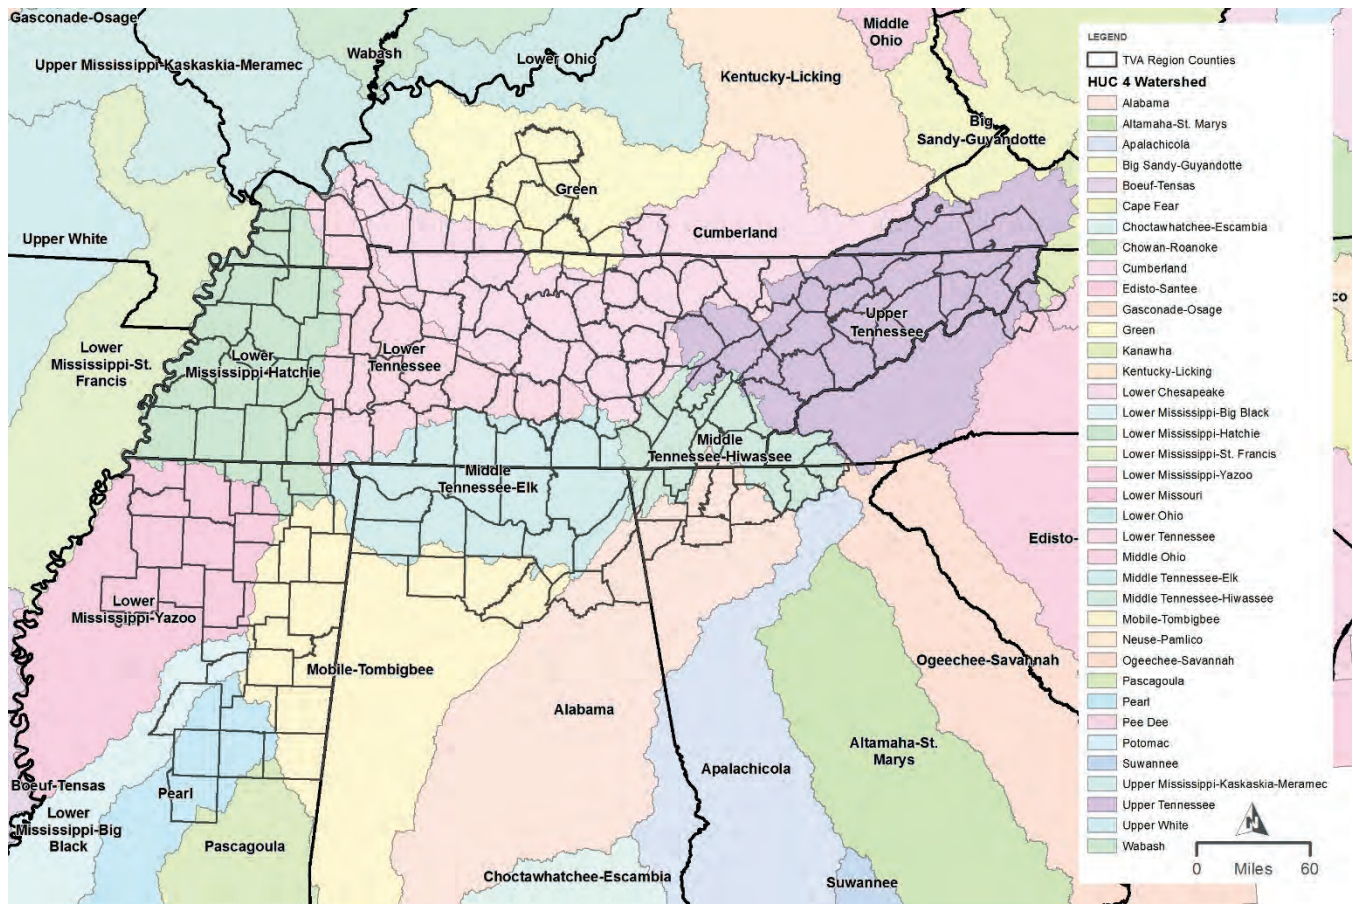 Gasconade-Osage
Upper Mississippi-Kaskaskia-Meramec
Wabash
Lower Ohio
Middle
Ohio
Kentucky-Licking
Big
Sandy-Guyandotte
Green
Upper White
Cumberland
Lower
Mississippi-St.
Francis
Lower
Mississippi-Hatchie
Lower
Tennessee
Upper
Tennessee
Middle
Tennessee-Hiwassee
Middle
Tennessee-Elk
Edisto-
Lower
Mississippi-Yazoo
Mobile-Tombigbee
Ogeechee-Savannah
Alabama
Altamaha-St.
Marys
Apalachicola
Boeuf-Tensas
Pearl
Lower
Mississippi-Big
Black
Pascagoula
Choctawhatchee-Escambia
Suwannee
co
LEGEND
TVA Region Counties
HUC 4 Watershed
Alabama
Altamaha-St. Marys
Apalachicola
Big Sandy-Guyandotte
Boeuf-Tensas
Cape Fear
Choctawhatchee-Escambia
Chowan-Roanoke
Cumberland
Edisto-Santee
Gasconade-Osage
Green
Kanawha
Kentucky-Licking
Lower Chesapeake
Lower Mississippi-Big Black
Lower Mississippi-Hatchie
Lower Mississippi-St. Francis
Lower Mississippi-Yazoo
Lower Missouri
Lower Ohio
Lower Tennessee
Middle Ohio
Middle Tennessee-Elk
Middle Tennessee-Hiwassee
Mobile-Tombigbee
Neuse-Pamlico
Ogeechee-Savannah
Pascagoula
Pearl
Pee Dee
Potomac
Suwannee
Upper Mississippi-Kaskaskia-Meramec
Upper Tennessee
Upper White
Wabash
N
0 Miles 60